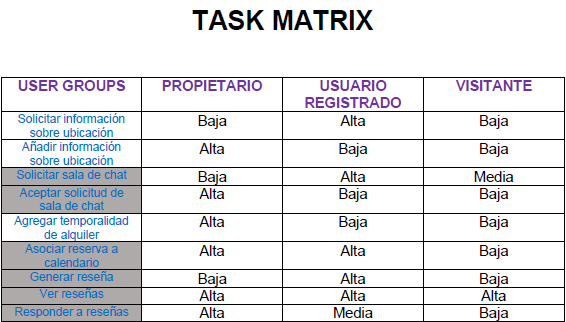 TASK MATRIX
USER GROUPS PROPIETARIO USUARIO REGISTRADO VISITANTE
Solicitar información sobre ubicación Baja Alta Baja
Añadir información sobre ubicación Alta Baja Baja
Solicitar sala de chat Baja Alta Media
Aceptar solicitud de sala de chat Alta Baja Baja
Agregar temporalidad de alquiler Alta Baja Baja
Asociar reserva a calendario Alta Alta Baja
Generar reseña Baja Alta Baja
Ver reseñas Alta Alta Alta
Responder a reseñas Alta Media Baja